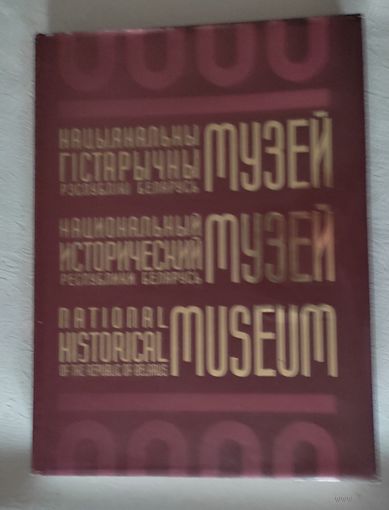 НАЦЫЯНАЛЬНЫ
ГІСТАРЫЧНЫ МУЗЕЙ
РЭСПУБЛІКІ БЕЛАРУСЬ
НАЦИОНАЛЬНЫЙ
ИСТОРИЧЕСКИЙ МУЗЕЙ
РЕСПУБЛИКИ БЕЛАРУСЬ
NATIONAL
HISTORICAL MUSEUM
OF THE REPUBLIC OF BELARUS